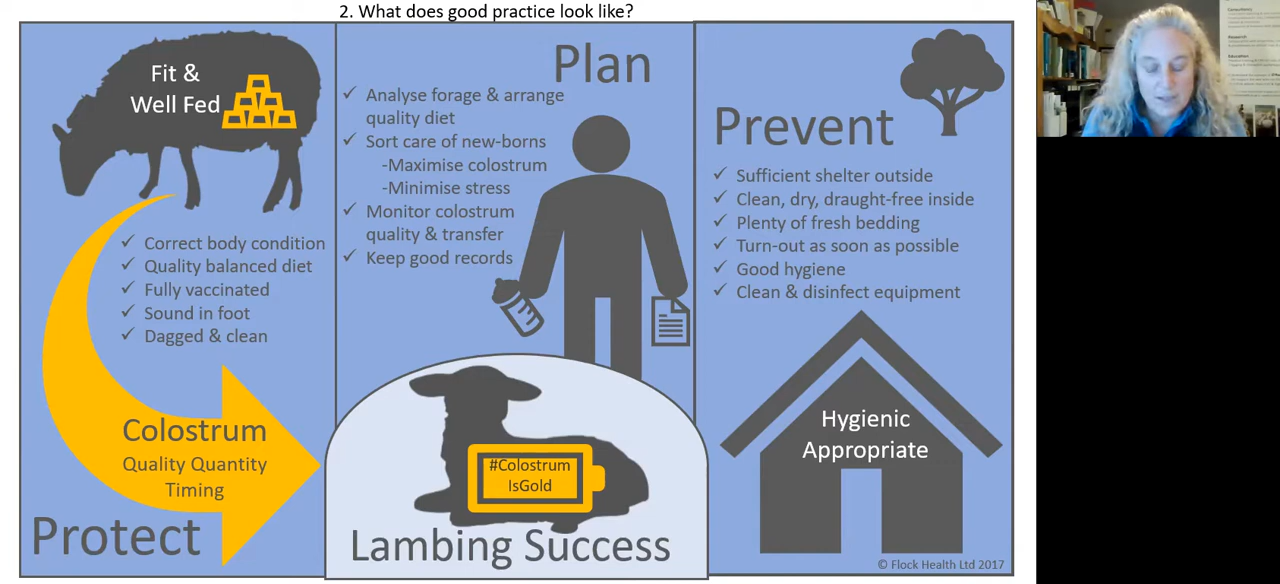 2. What does good practice look like?
Fit &
Well Fed
✓ Correct body condition
✓ Quality balanced diet
✓ Fully vaccinated
✓ Sound in foot
✓ Dagged & clean
Colostrum
Quality Quantity
Timing
Protect
Plan
✓ Analyse forage & arrange
quality diet
✓ Sort care of new-borns
-Maximise colostrum
-Minimise stress
✓ Monitor colostrum
quality & transfer
✓ Keep good records
#Colostrum
IsGold
Lambing Success
Prevent
✓ Sufficient shelter outside
✓ Clean, dry, draught-free inside
✓ Plenty of fresh bedding
✓ Turn-out as soon as possible
✓ Good hygiene
✓ Clean & disinfect equipment
Hygienic
Appropriate
© Flock Health Ltd 2017